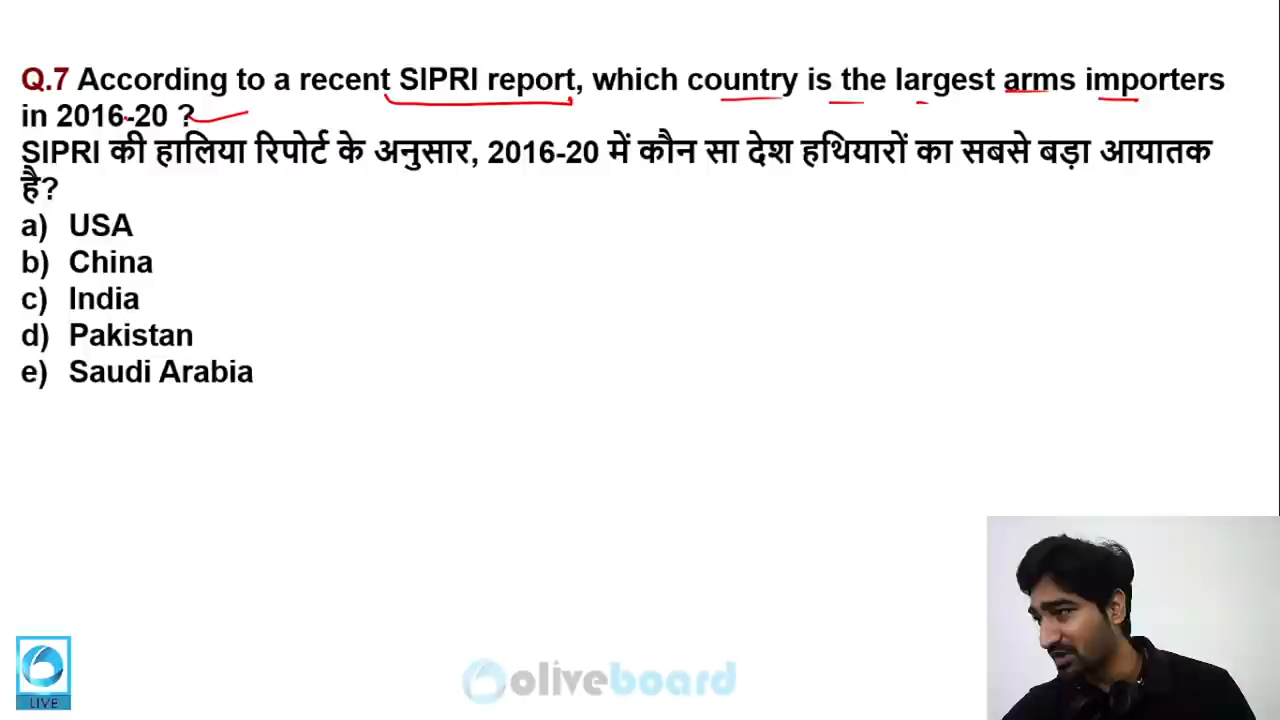 Q.7 According to a recent SIPRI report, which country is the largest arms importers
in 2016-20 ?
SIPRI की हालिया रिपोर्ट के अनुसार, 2016-20 में कौन सा देश हथियारों का सबसे बड़ा आयातक
है?
a) USA
b) China
c) India
d) Pakistan
e) Saudi Arabia
LIVE
oliveboard